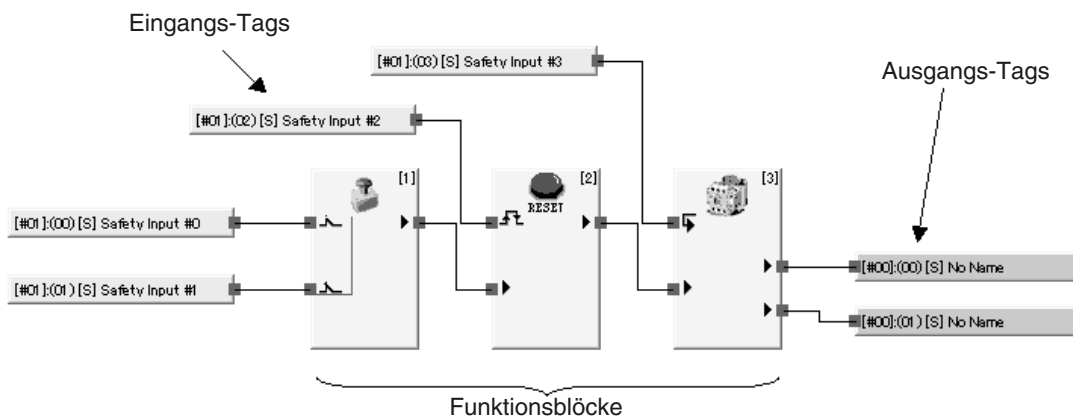 Eingangs-Tags
[#01]:(03) [S] Safety Input #3
Ausgangs-Tags
[#01]:(02) [S] Safety Input #2
[1]
[2]
[3]
RESET
[#01]:(00) [S] Safety Input #0
[#00]:(00) [S] No Name
[#01]:(01) [S] Safety Input #1
[#00]:(01) [S] No Name
Funktionsblöcke